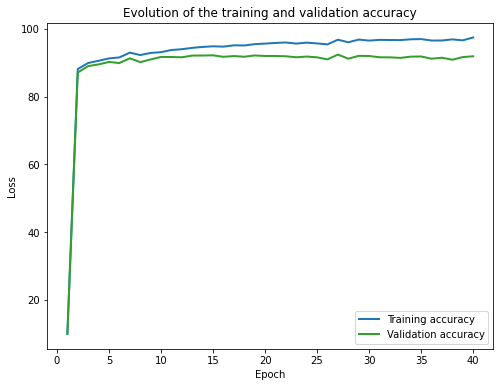 Evolution of the training and validation accuracy
100
80
60
40
20
Loss
0 5 10 15 20 25 30 35 40
Epoch
Training accuracy
Validation accuracy